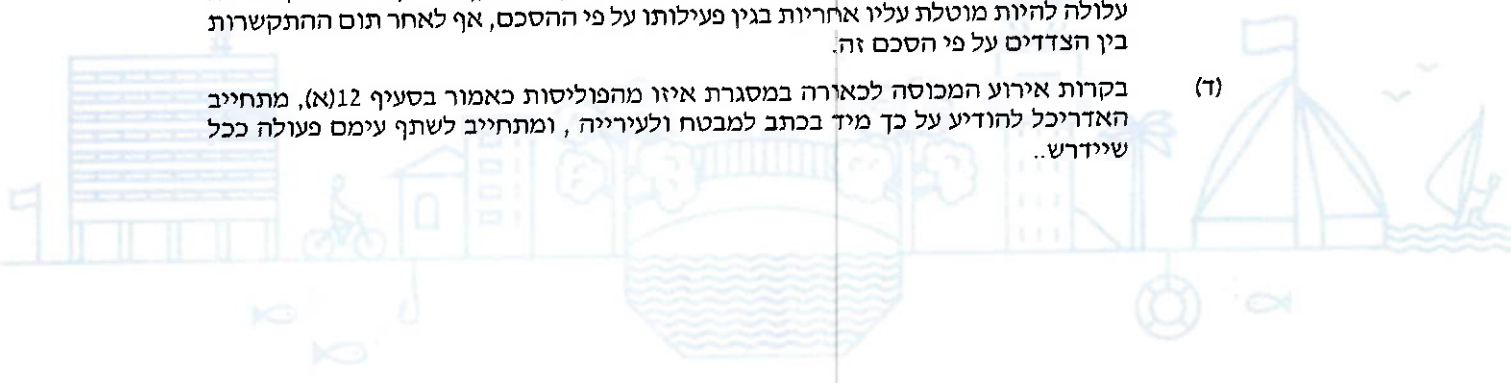 עלולה להיות מוטלת עליו אחריות בגין פעילותו על פי ההסכם, אף לאחר תום ההתקשרות
בין הצדדים על פי הסכם זה.
(ד) בקרות אירוע המכוסה לכאורה במסגרת איזו מהפוליסות כאמור בסעיף 12(א), מתחייב
האדריכל להודיע על כך מיד בכתב למבטח ולעירייה , ומתחייב לשתף עימם פעולה ככל
שיידרש..